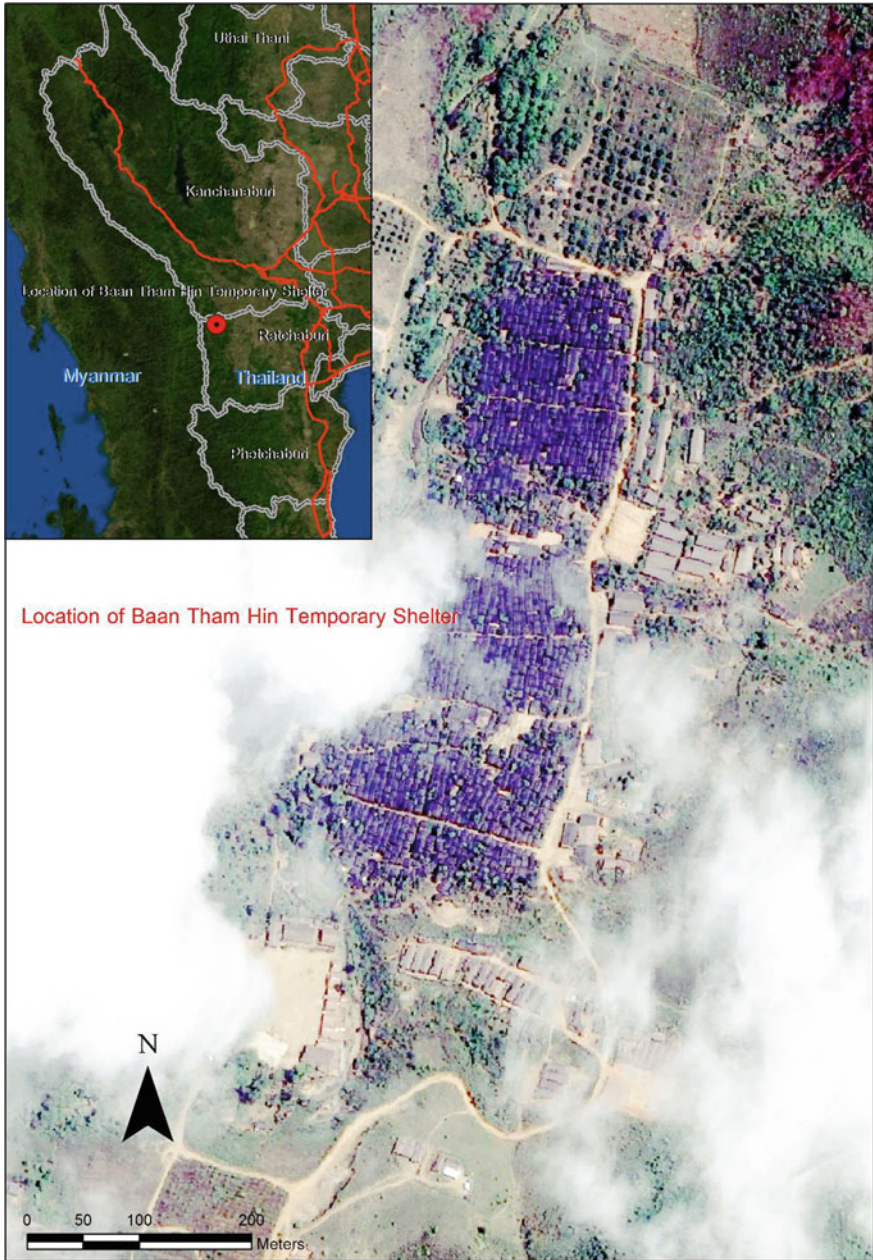 Uthai Thani
Kanchanaburi
Location of Baan Tham Hin Temporary Shelter
Ratchaburi
Myanmar
Thailand
Phetchaburi
Location of Baan Tham Hin Temporary Shelter
N
0 50 100 200
Meters